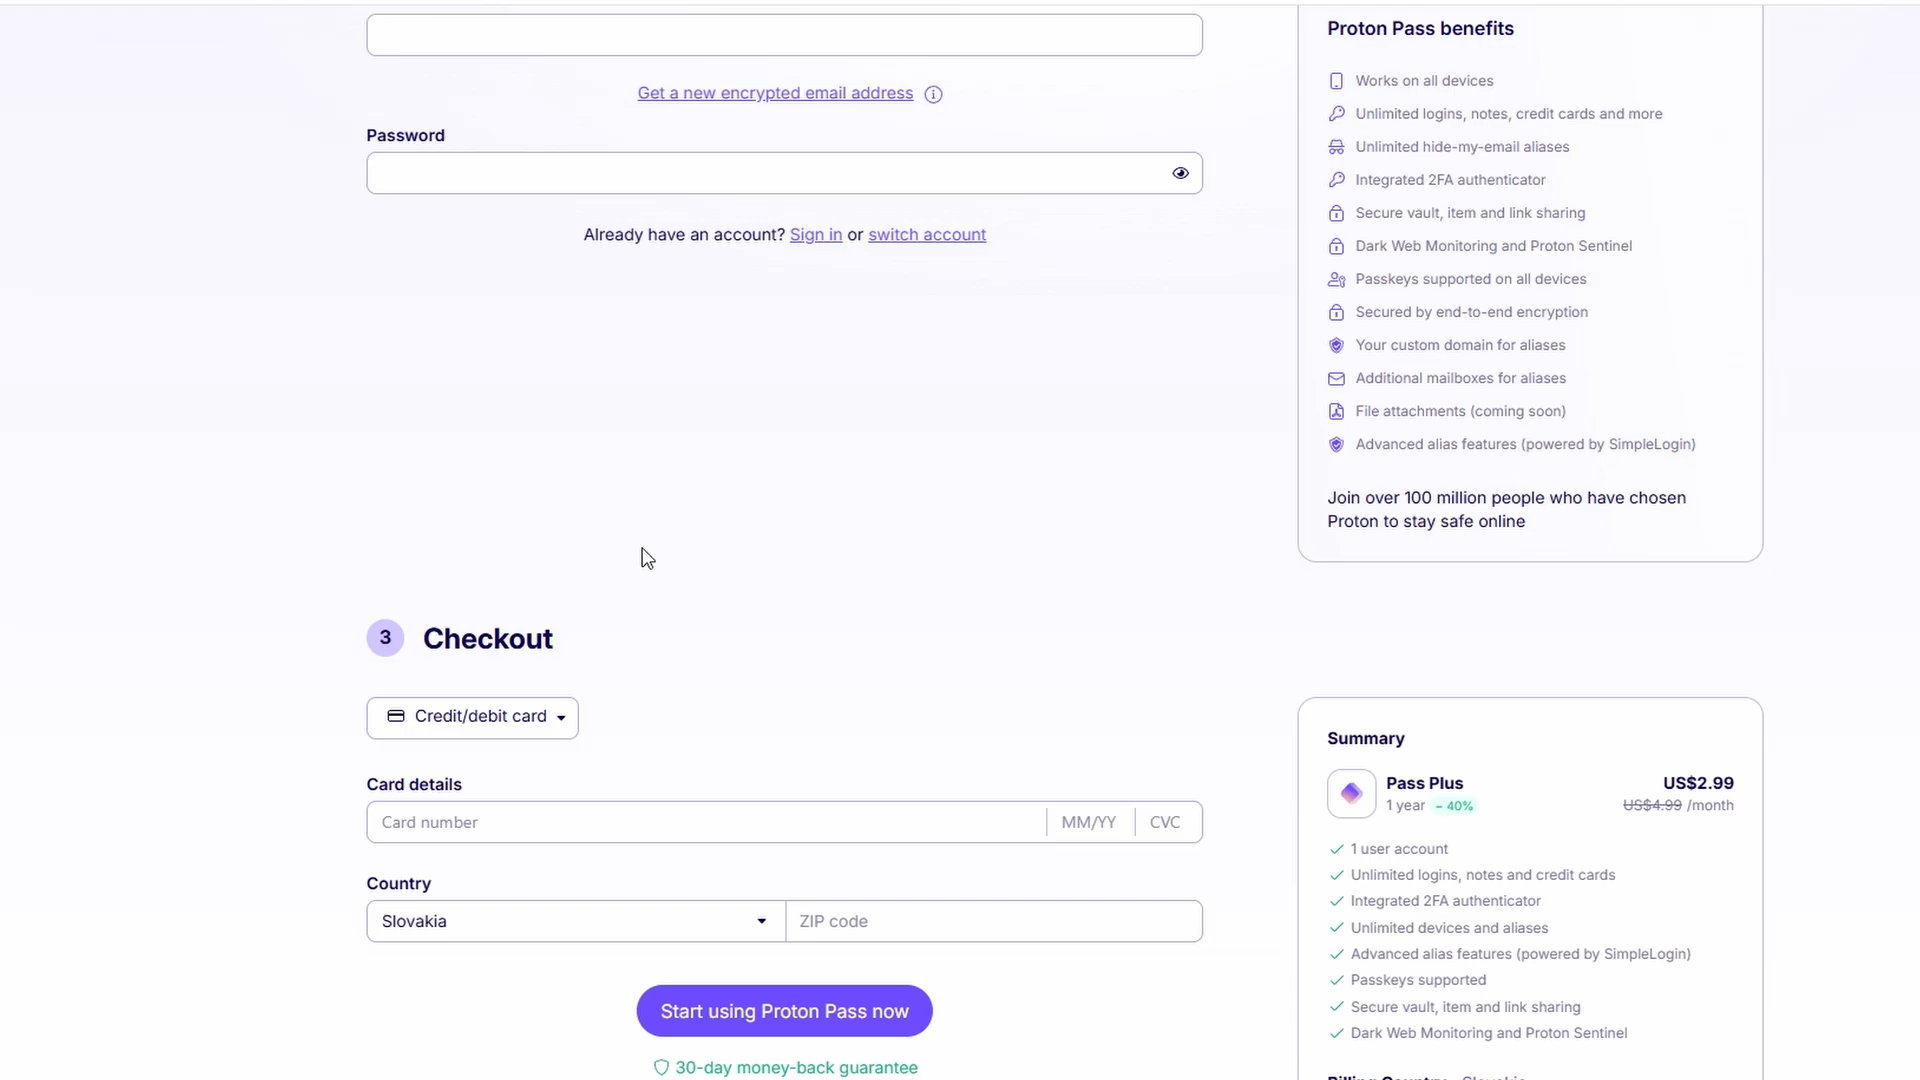 Get a new encrypted email address
Password
Already have an account? Sign in or switch account
Proton Pass benefits
Works on all devices
Unlimited logins, notes, credit cards and more
Unlimited hide-my-email aliases
Integrated 2FA authenticator
Secure vault, item and link sharing
Dark Web Monitoring and Proton Sentinel
Passkeys supported on all devices
Secured by end-to-end encryption
Your custom domain for aliases
Additional mailboxes for aliases
File attachments (coming soon)
Advanced alias features (powered by SimpleLogin)
Join over 100 million people who have chosen
Proton to stay safe online
3 Checkout
Credit/debit card
Card details
Card number MM/YY CVC
Country
Slovakia ZIP code
Start using Proton Pass now
30-day money-back guarantee
Summary
Pass Plus US$2.99
1 year − 40% US$4.99 /month
1 user account
Unlimited logins, notes and credit cards
Integrated 2FA authenticator
Unlimited devices and aliases
Advanced alias features (powered by SimpleLogin)
Passkeys supported
Secure vault, item and link sharing
Dark Web Monitoring and Proton Sentinel
Billing Country: Slovakia